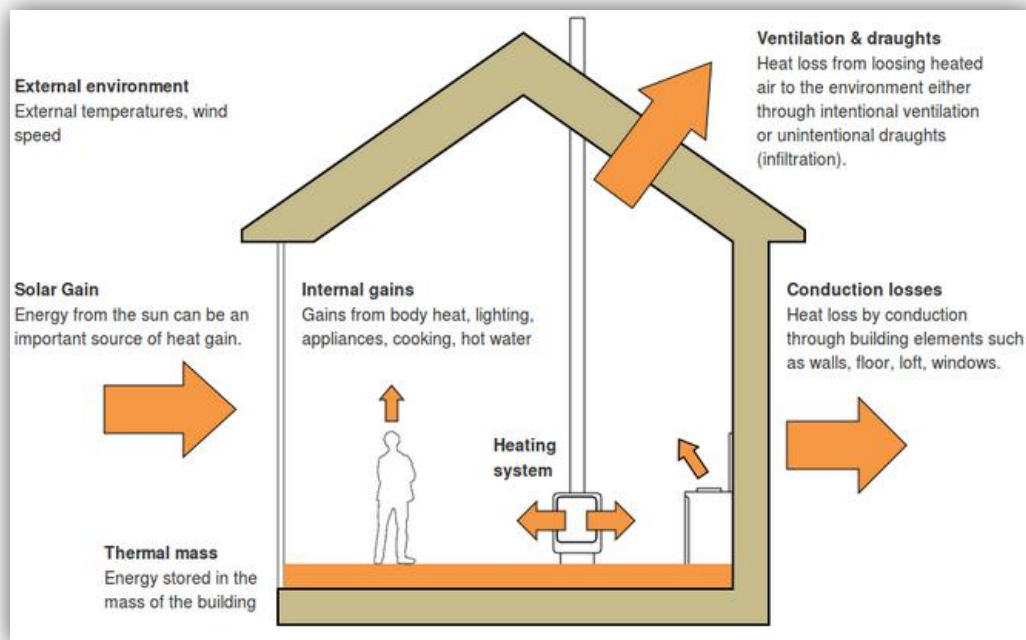 External environment
External temperatures, wind
speed
Ventilation & draughts
Heat loss from loosing heated
air to the environment either
through intentional ventilation
or unintentional draughts
(infiltration).
Solar Gain
Energy from the sun can be an
important source of heat gain.
Internal gains
Gains from body heat, lighting,
appliances, cooking, hot water
Conduction losses
Heat loss by conduction
through building elements such
as walls, floor, loft, windows.
Heating
system
Thermal mass
Energy stored in the
mass of the building